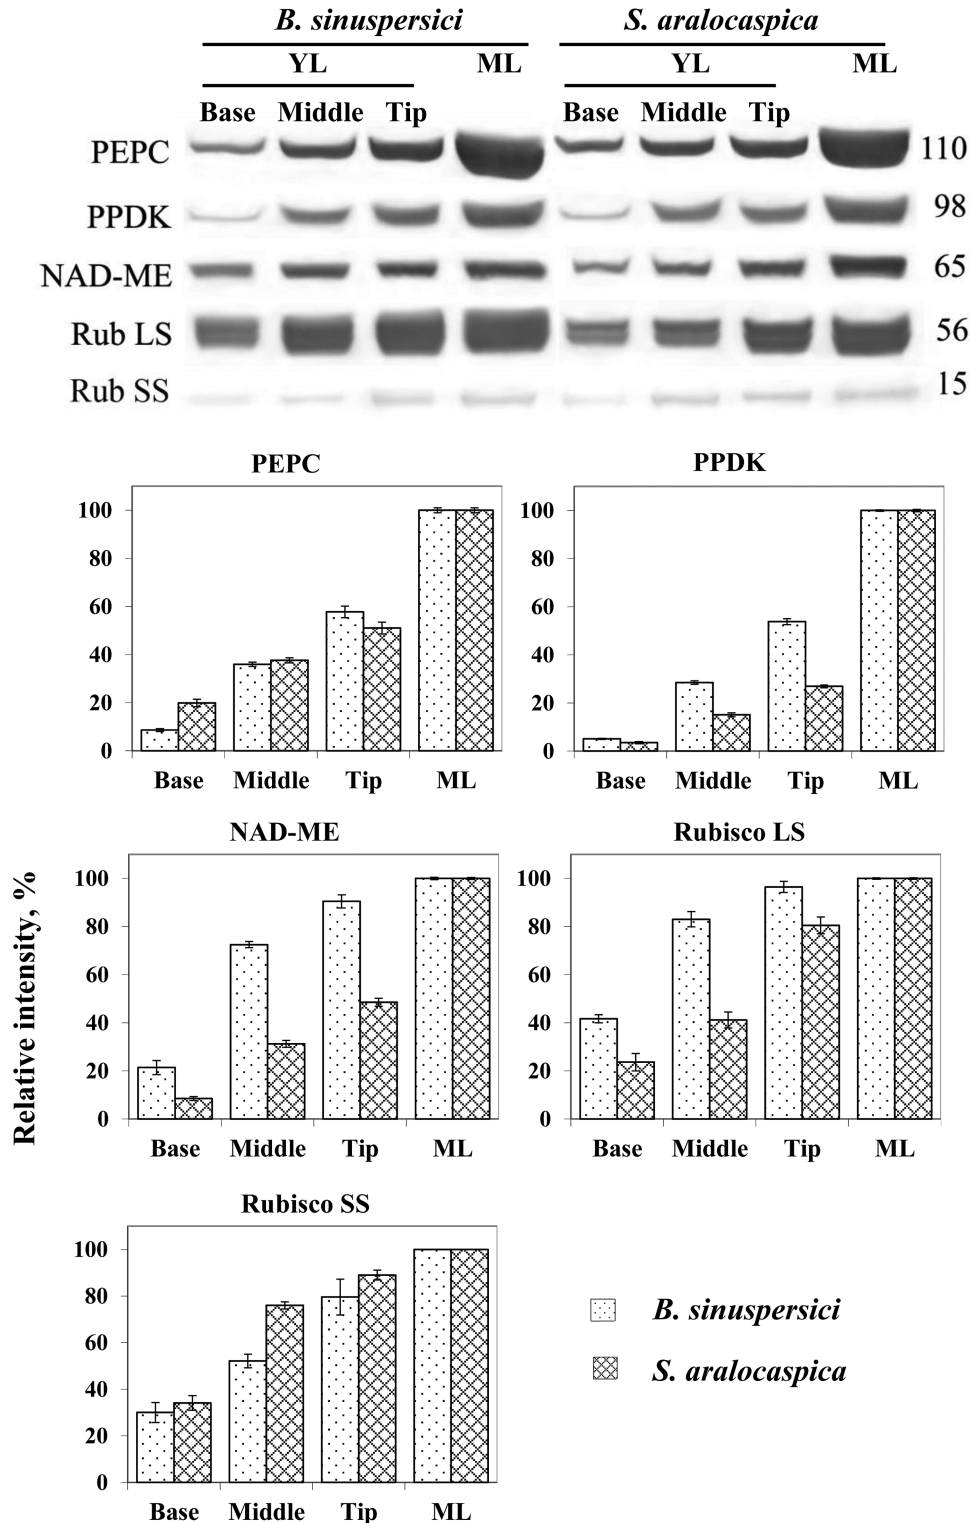 B. sinuspersici S. aralocaspica
YL ML YL ML
Base Middle Tip Base Middle Tip
PEPC 110
PPDK 98
NAD-ME 65
Rub LS 56
Rub SS 15
PEPC PPDK
100 100
80 80
60 60
40 40
20 20
0 0
Base Middle Tip ML Base Middle Tip ML
NAD-ME Rubisco LS
Relative intensity, %
100 100
80 80
60 60
40 40
20 20
0 0
Base Middle Tip ML Base Middle Tip ML
Rubisco SS
100
80
60
40
20
0
Base Middle Tip ML
B. sinuspersici
S. aralocaspica